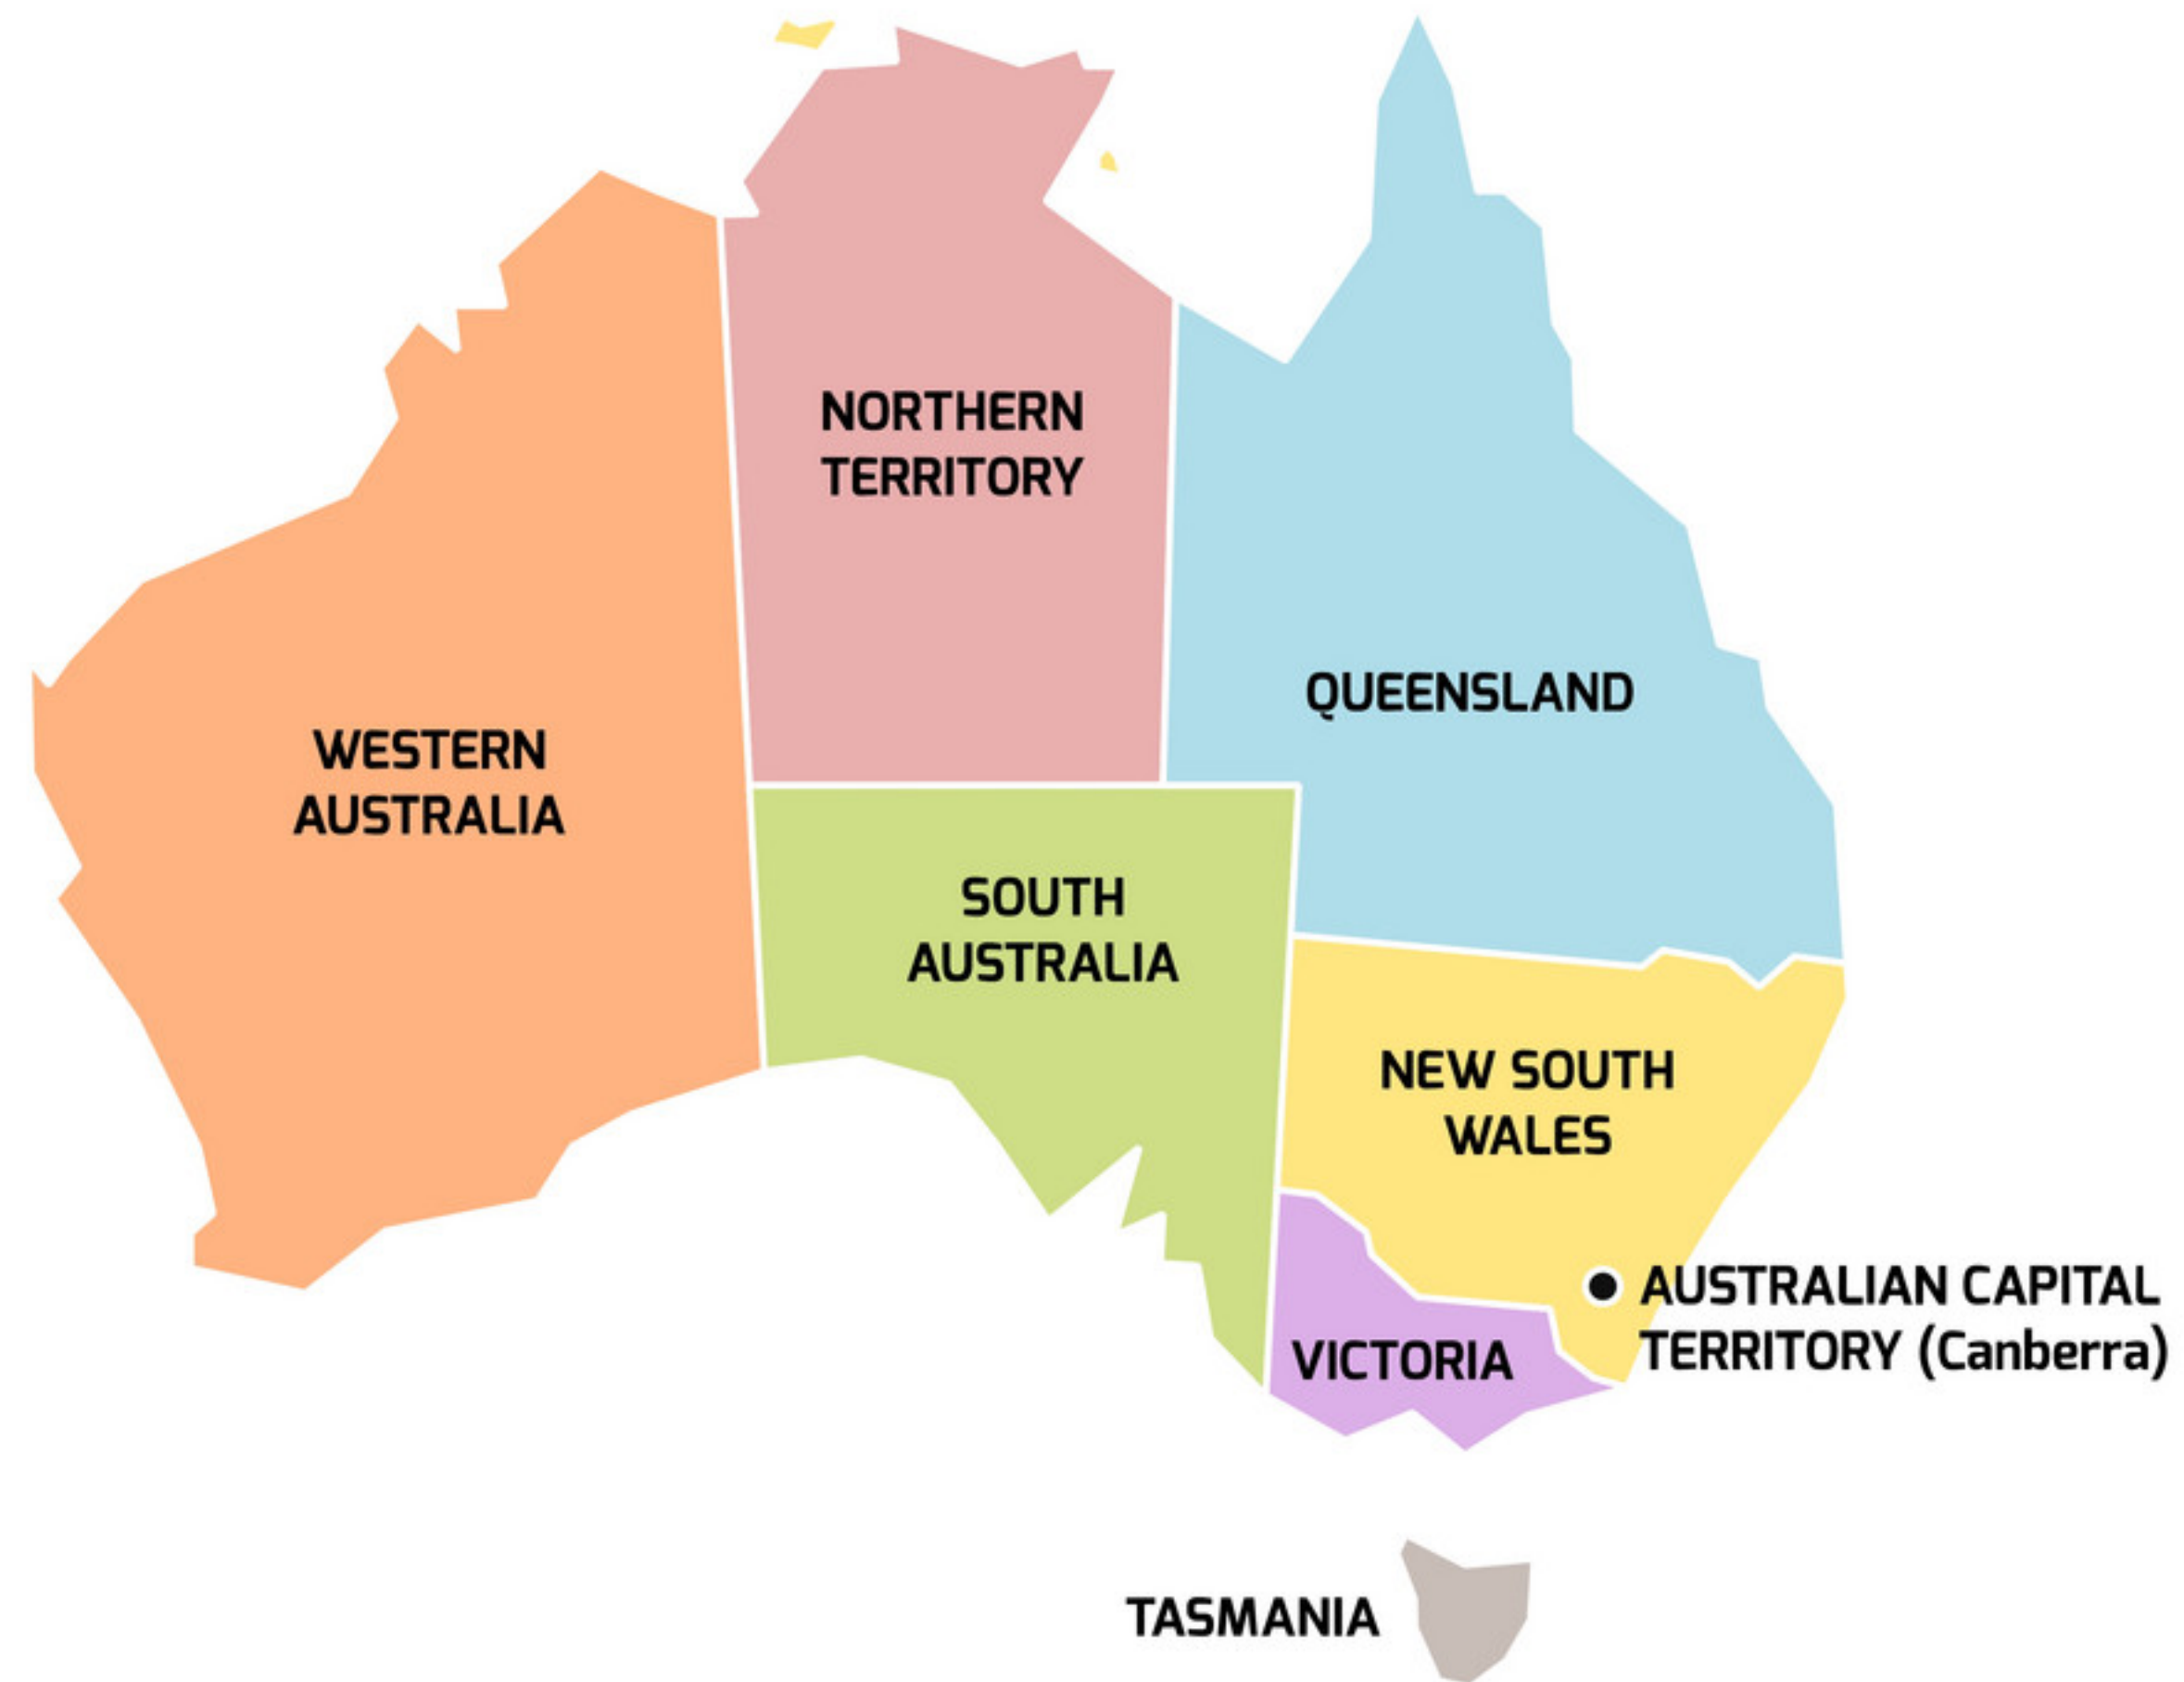 NORTHERN
TERRITORY
QUEENSLAND
WESTERN
AUSTRALIA
SOUTH
AUSTRALIA
NEW SOUTH
WALES
AUSTRALIAN CAPITAL
TERRITORY (Canberra)
VICTORIA
TASMANIA